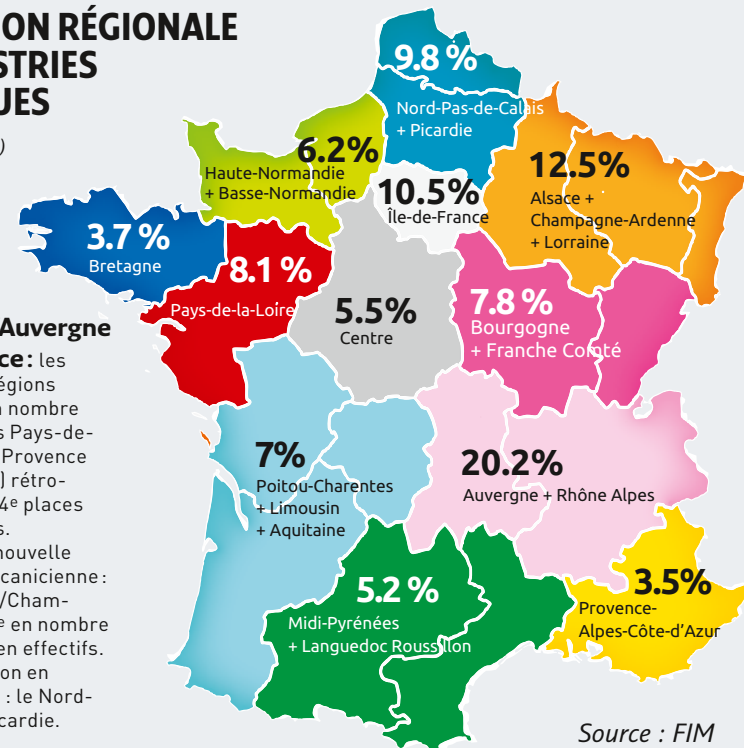 ON RÉGIONALE
STRIES
UES
)
9.8 %
Nord-Pas-de-Calais
+ Picardie
6.2%
Haute-Normandie
+ Basse-Normandie
10.5%
Île-de-France
12.5%
Alsace +
Champagne-Ardenne
+ Lorraine
3.7 %
Bretagne
8.1 %
Pays-de-la-Loire
5.5%
Centre
7.8 %
Bourgogne
+ Franche Comté
7%
Poitou-Charentes
+ Limousin
+ Aquitaine
20.2%
Auvergne + Rhône Alpes
5.2 %
Midi-Pyrénées
+ Languedoc Roussillon
3.5%
Provence-
Alpes-Côte-d'Azur
Auvergne
ce : les
égions
n nombre
s Pays-de-
Provence
) rétro-
4e places
s.
nouvelle
canicienne :
/Cham-
e en nombre
en effectifs.
on en
: le Nord-
cardie.
Source : FIM